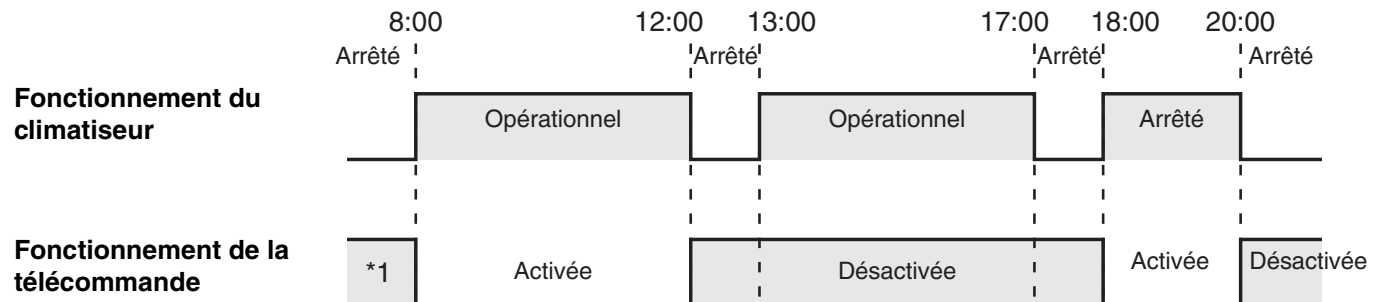 8:00 12:00 13:00 17:00 18:00 20:00
Arrêté Arrêté Arrêté Arrêté
Fonctionnement du
climatiseur
Opérationnel Opérationnel Arrêté
Fonctionnement de la
télécommande
*1 Activée Désactivée Activée Désactivée